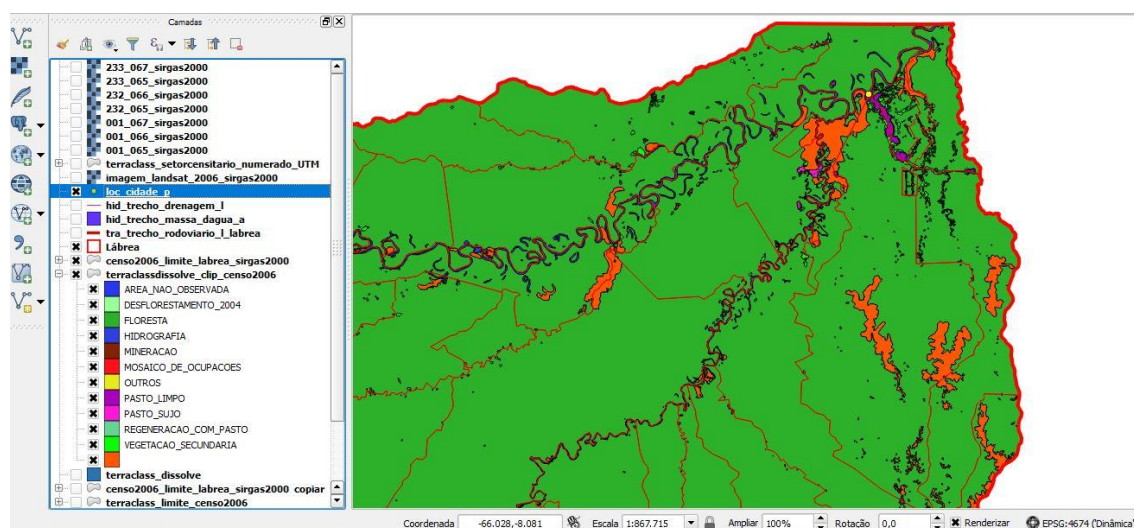 Camadas
233_067_sirgas2000
233_065_sirgas2000
232_066_sirgas2000
232_065_sirgas2000
001_067_sirgas2000
001_066_sirgas2000
001_065_sirgas2000
terraclass_setorcensitario_numerado_UTM
imagem_landsat_2006_sirgas2000
loc_cidade_p
hid_trecho_drenagem_l
hid_trecho_massa_dagua_a
tra_trecho_rodoviario_l_labrea
Lábrea
censo2006_limite_labrea_sirgas2000
terraclassdissolve_clip_censo2006
AREA_NAO_OBSERVADA
DESFLORESTAMENTO_2004
FLORESTA
HIDROGRAFIA
MINERACAO
MOSAICO_DE_OCUPACOES
OUTROS
PASTO_LIMPO
PASTO_SUJO
REGENERACAO_COM_PASTO
VEGETACAO_SECUNDARIA
terraclass_dissolve
censo2006_limite_labrea_sirgas2000 copiar
terraclass_limite_censo2006
Coordenada -66.028,-8.081 Escala 1:867.715 Ampliar 100% Rotação 0,0 Renderizar EPSG:4674 ('Dinâmica'